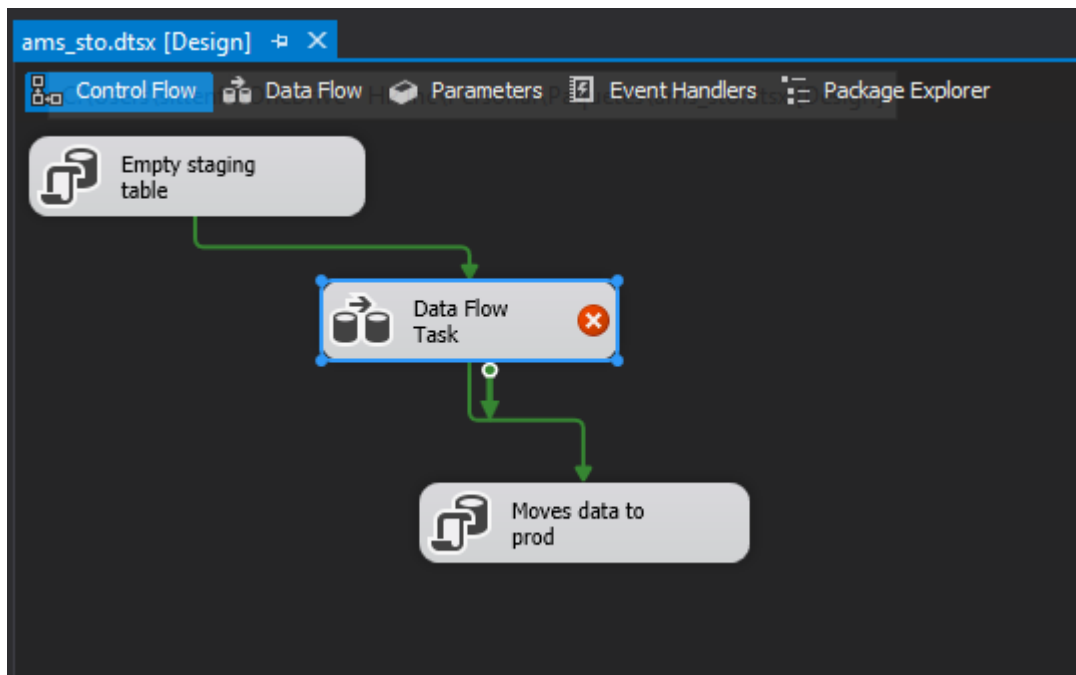 ams_sto.dtsx [Design]
Control Flow Data Flow Parameters Event Handlers Package Explorer
Empty staging
table
Data Flow
Task
Moves data to
prod